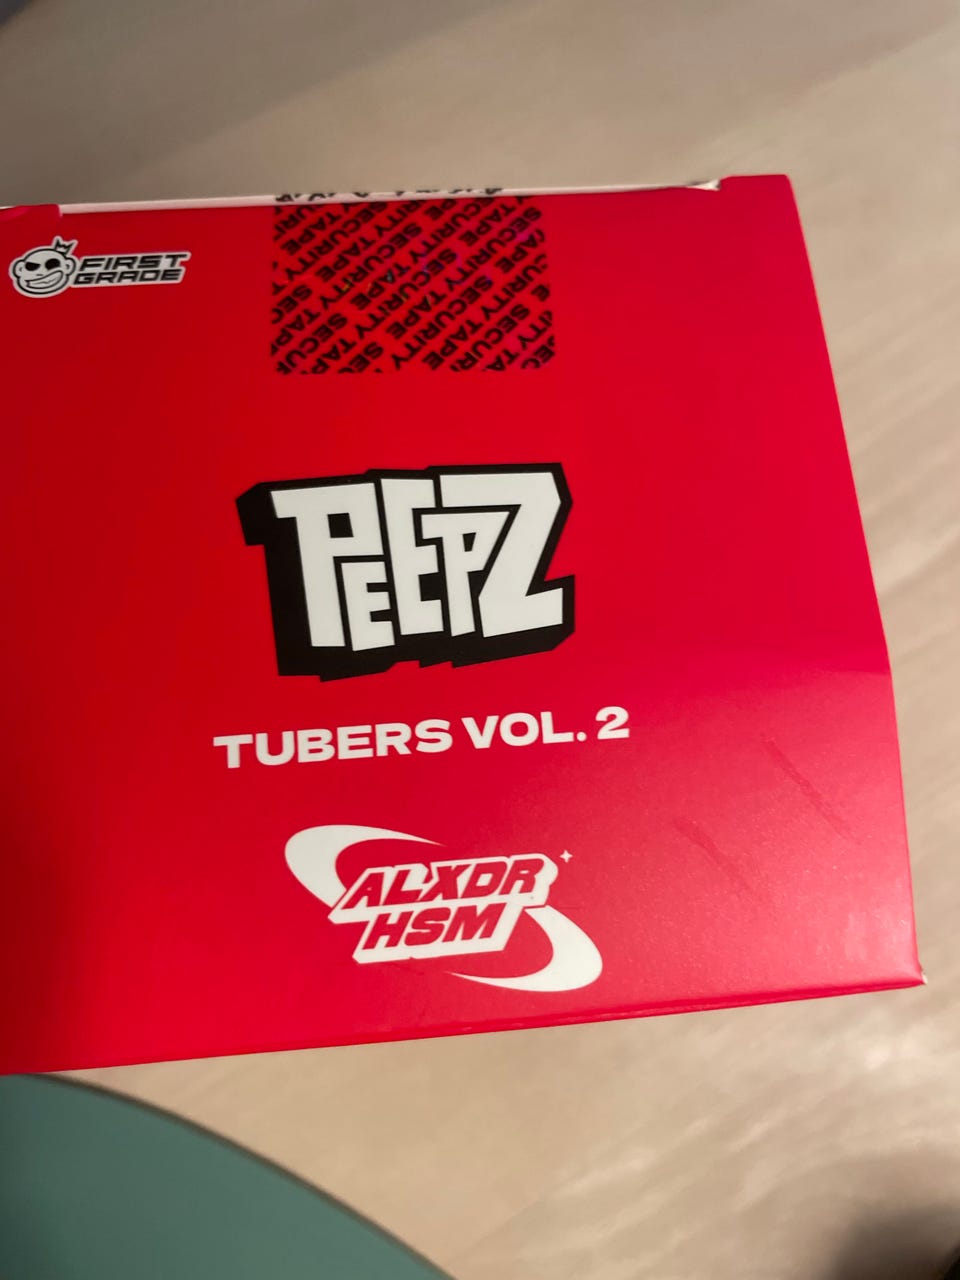 FIRST
GRADE
SECURITY TAPE
PEEPZ
TUBERS VOL. 2
ALXDR
HSM